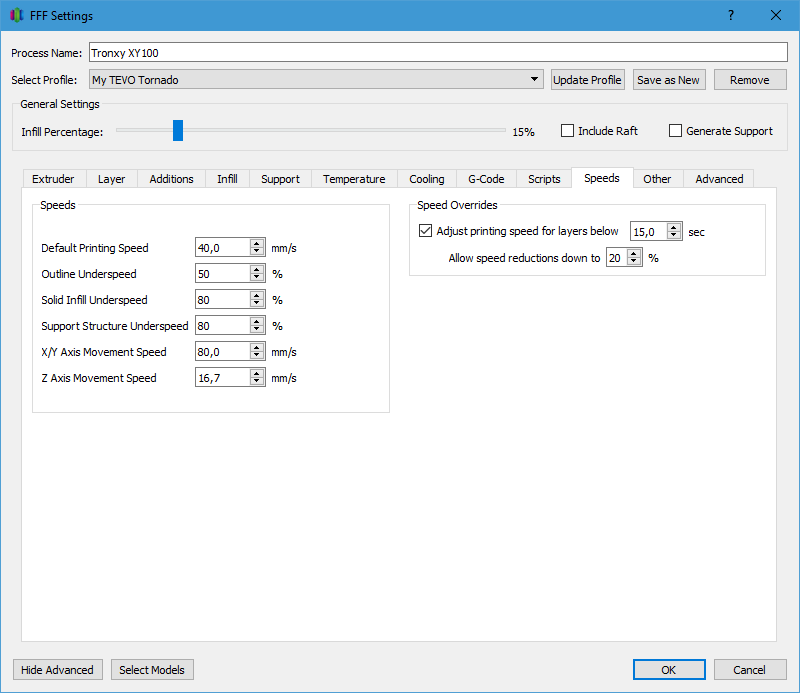 FFF Settings ?
Process Name: Tronxy XY100
Select Profile: My TEVO Tornado Update Profile Save as New Remove
General Settings
Infill Percentage: 15% Include Raft Generate Support
Extruder Layer Additions Infill Support Temperature Cooling G-Code Scripts Speeds Other Advanced
Speeds
Default Printing Speed 40,0 mm/s
Outline Underspeed 50 %
Solid Infill Underspeed 80 %
Support Structure Underspeed 80 %
X/Y Axis Movement Speed 80,0 mm/s
Z Axis Movement Speed 16,7 mm/s
Speed Overrides
Adjust printing speed for layers below 15,0 sec
Allow speed reductions down to 20 %
Hide Advanced Select Models OK Cancel